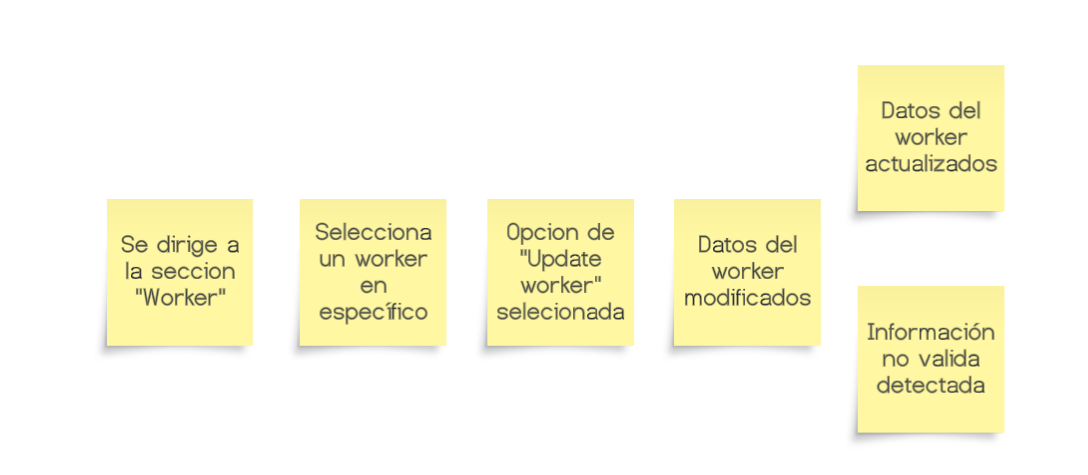 Se dirige a
la seccion
"Worker"
Selecciona
un worker
en
específico
Opcion de
"Update
worker"
selecionada
Datos del
worker
modificados
Datos del
worker
actualizados
Información
no valida
detectada